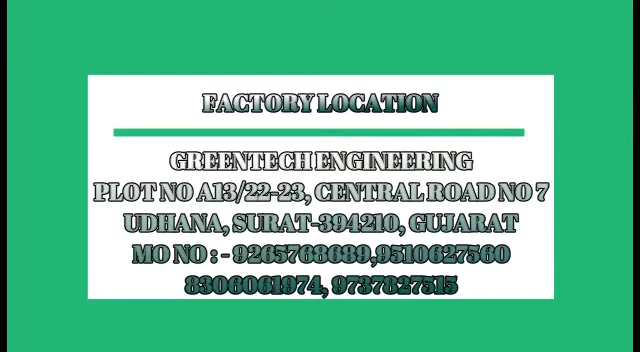 FACTORY LOCATION
GREENTECH ENGINEERING
PLOT NO A13/22-23, CENTRAL ROAD NO 7
UDHANA, SURAT-394210, GUJARAT
MO NO : - 9265768689,9510627560
8306061974, 9737827515